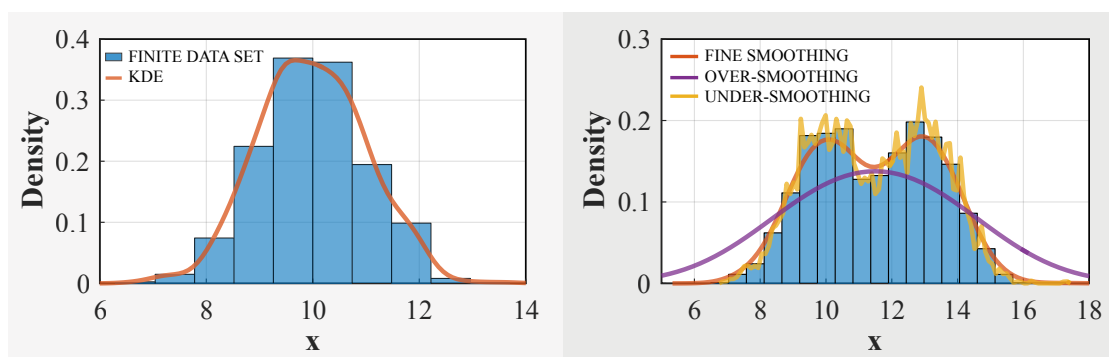 0.4
0.3
0.2
0.1
0
Density
FINITE DATA SET
KDE
6 8 10 12 14
x
0.3
0.2
0.1
0
Density
FINE SMOOTHING
OVER-SMOOTHING
UNDER-SMOOTHING
8 10 12 14 16 18
x